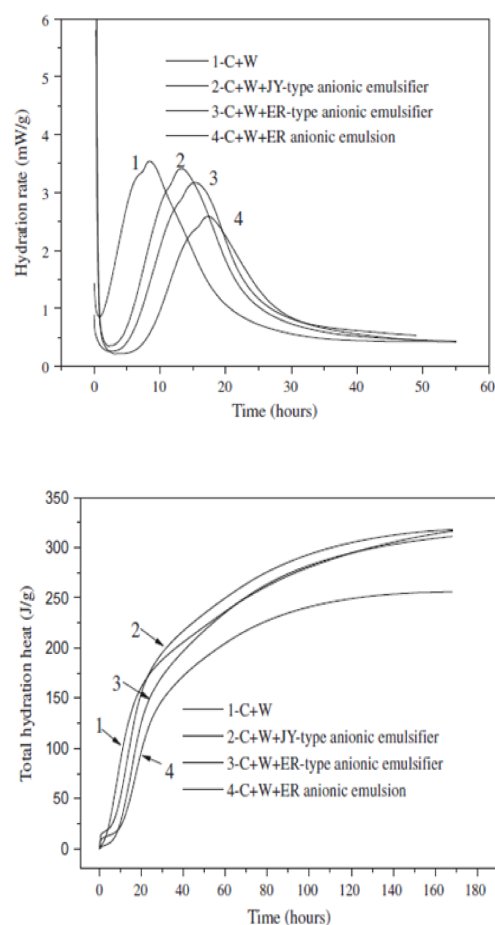 6
5
4
3
2
1
0
Hydration rate (mW/g)
1-C+W
2-C+W+JY-type anionic emulsifier
3-C+W+ER-type anionic emulsifier
4-C+W+ER anionic emulsion
1
2
3
4
0 10 20 30 40 50 60
Time (hours)
350
300
250
200
150
100
50
0
Total hydration heat (J/g)
2
3
1
4
1-C+W
2-C+W+JY-type anionic emulsifier
3-C+W+ER-type anionic emulsifier
4-C+W+ER anionic emulsion
0 20 40 60 80 100 120 140 160 180
Time (hours)